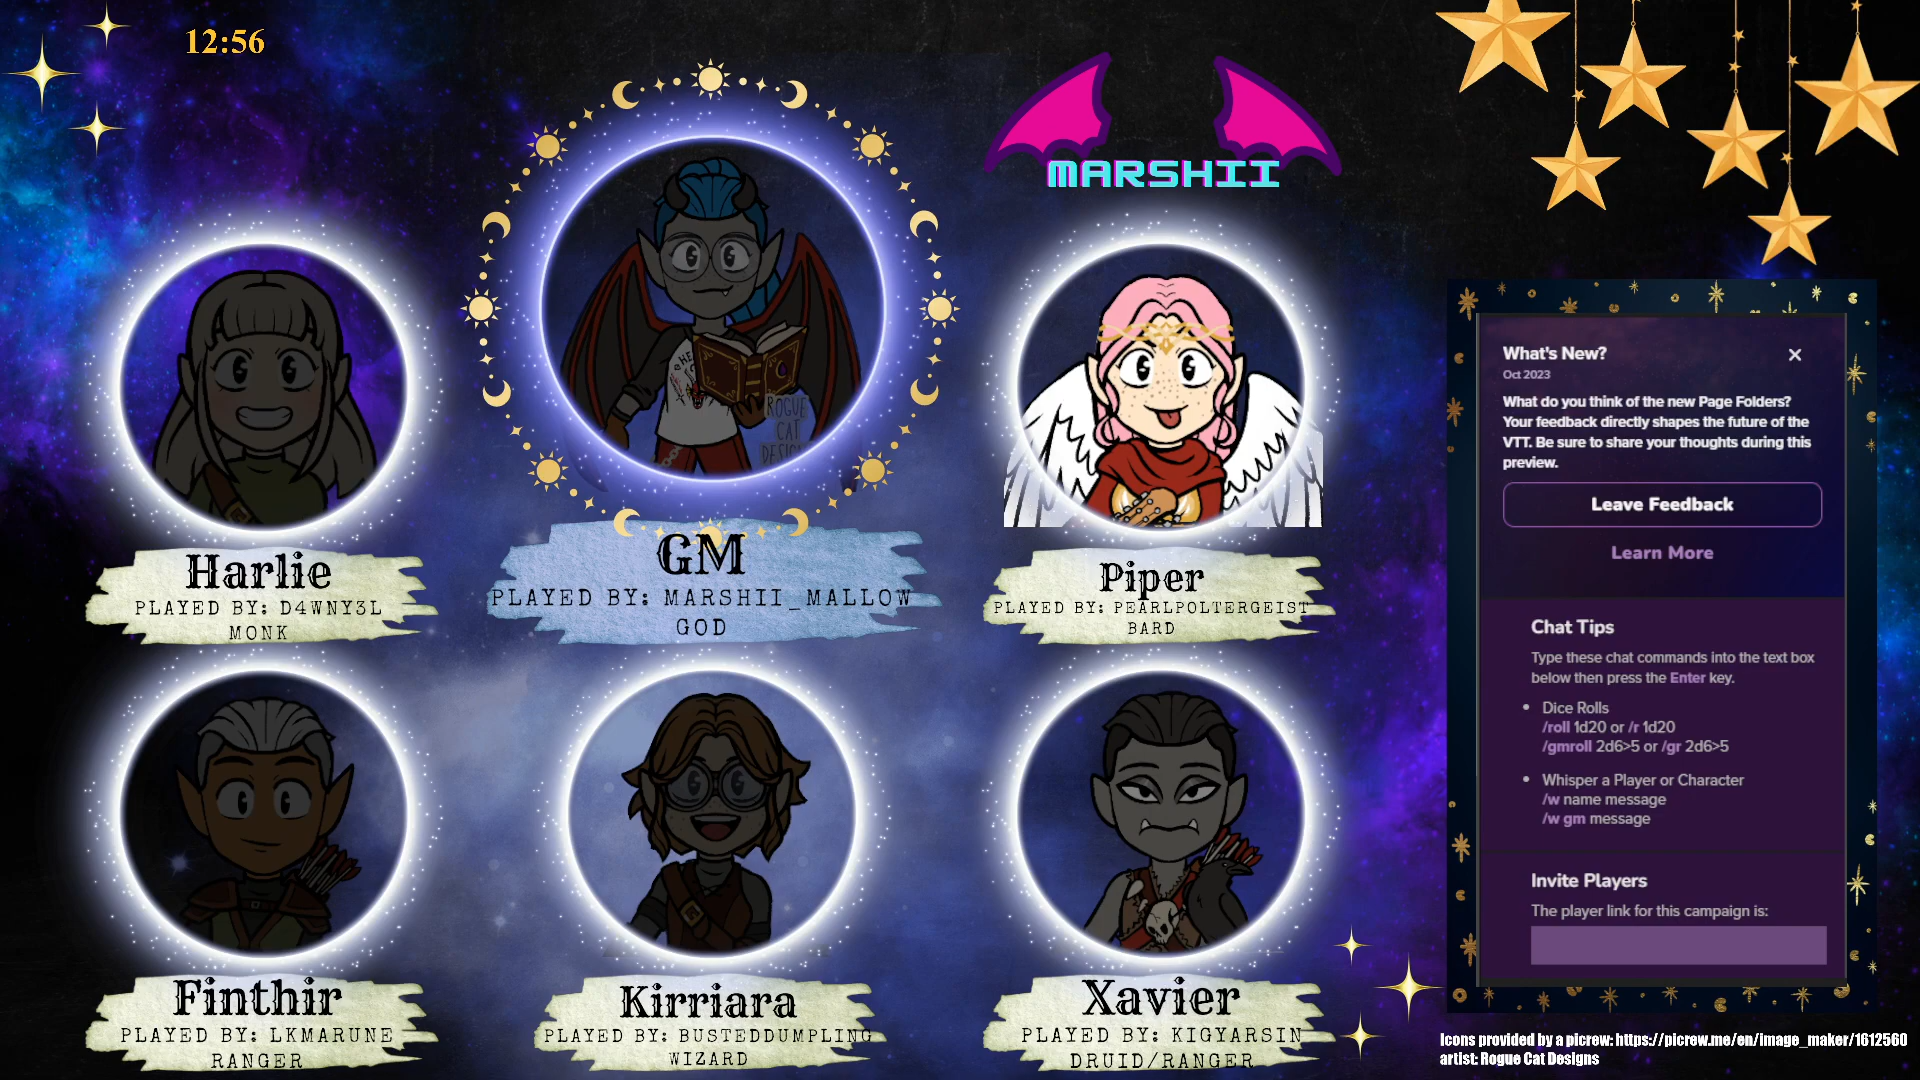 12:56
MARSHII
ROGUE
CAT
Harlie
PLAYED BY: D4WNY3L
MONK
GM
PLAYED BY: MARSHII_MALLOW
GOD
Piper
PLAYED BY: PEARLPOLTERGEIST
BARD
Finthir
PLAYED BY: LKMARUNE
RANGER
Kirriara
PLAYED BY: BUSTEDDUMPLING
WIZARD
Xavier
PLAYED BY: KIGYARSIN
DRUID/RANGER
What's New?
Oct 2023
What do you think of the new Page Folders?
Your feedback directly shapes the future of the
VTT. Be sure to share your thoughts during this
preview.
Leave Feedback
Learn More
Chat Tips
Type these chat commands into the text box
below then press the Enter key.
• Dice Rolls
/roll 1d20 or /r 1d20
/gmroll 2d6>5 or /gr 2d6>5
• Whisper a Player or Character
/w name message
/w gm message
Invite Players
The player link for this campaign is:
Icons provided by a picrew: https://picrew.me/en/image_maker/1612560
artist: Rogue Cat Designs